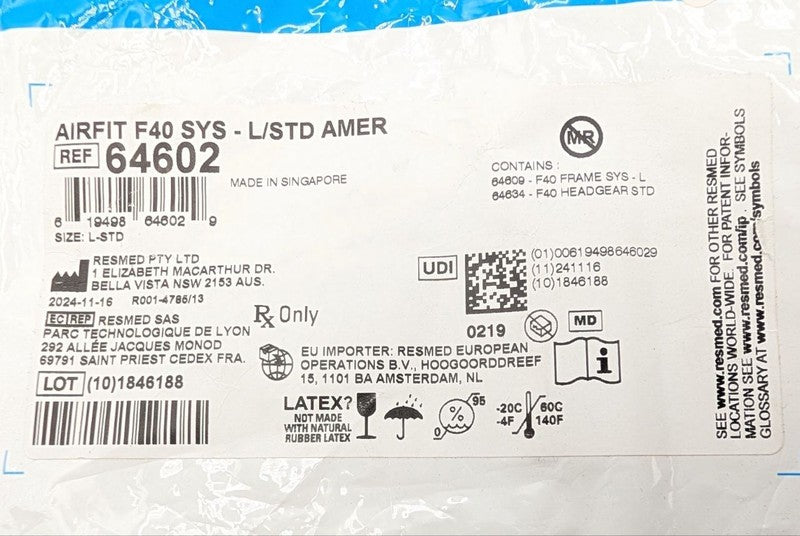 AIRFIT F40 SYS - L/STD AMER
REF 64602
MADE IN SINGAPORE
6 19498 64602 9
SIZE: L-STD
MR
CONTAINS :
64609 - F40 FRAME SYS - L
64634 - F40 HEADGEAR STD
RESMED PTY LTD
1 ELIZABETH MACARTHUR DR.
BELLA VISTA NSW 2153 AUS.
2024-11-16 R001-4785/13
UDI
(01)00619498646029
(11)241116
(10)1846188
EC REP RESMED SAS
PARC TECHNOLOGIQUE DE LYON
292 ALLÉE JACQUES MONOD
69791 SAINT PRIEST CEDEX FRA.
Rx Only
0219
MD
EU IMPORTER: RESMED EUROPEAN
OPERATIONS B.V., HOOGOORDDREEF
15, 1101 BA AMSTERDAM, NL
i
LOT (10)1846188
LATEX?
NOT MADE
WITH NATURAL
RUBBER LATEX
0 % 95
-20C 60C
-4F 140F
SEE www.resmed.com FOR OTHER RESMED
LOCATIONS WORLD-WIDE. FOR PATENT INFOR-
MATION SEE www.resmed.com/ip . SEE SYMBOLS
GLOSSARY AT www.resmed.com/symbols